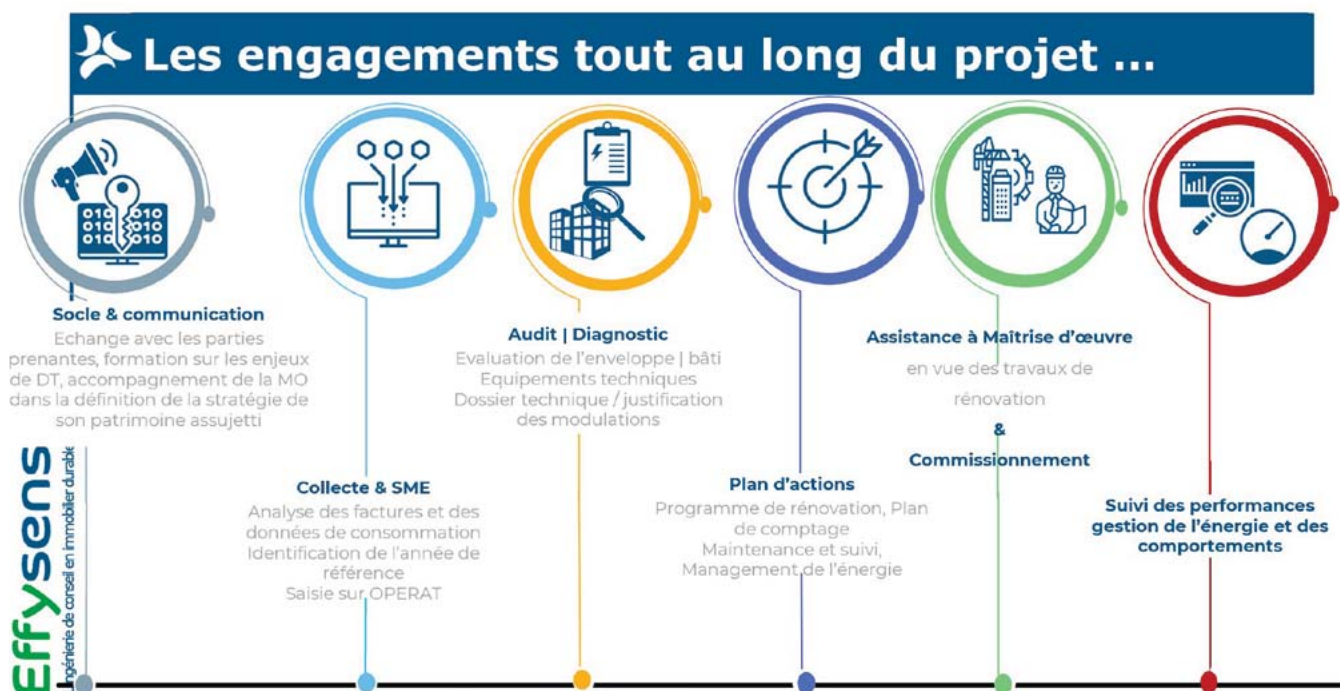 Les engagements tout au long du projet ...
010 010
010 10
Socle & communication
Echange avec les parties
prenantes, formation sur les enjeux
de DT, accompagnement de la MO
dans la définition de la stratégie de
son patrimoine assujetti
Collecte & SME
Analyse des factures et des
données de consommation
Identification de l'année de
référence
Saisie sur OPERAT
Audit | Diagnostic
Evaluation de l'enveloppe | bâti
Equipements techniques
Dossier technique / justification
des modulations
Plan d'actions
Programme de rénovation, Plan
de comptage
Maintenance et suivi,
Management de l'énergie
Assistance à Maîtrise d'œuvre
en vue des travaux de
rénovation
&
Commissionnement
Suivi des performances
gestion de l'énergie et des
comportements
Effysens
Ingénierie de conseil en immobilier durable